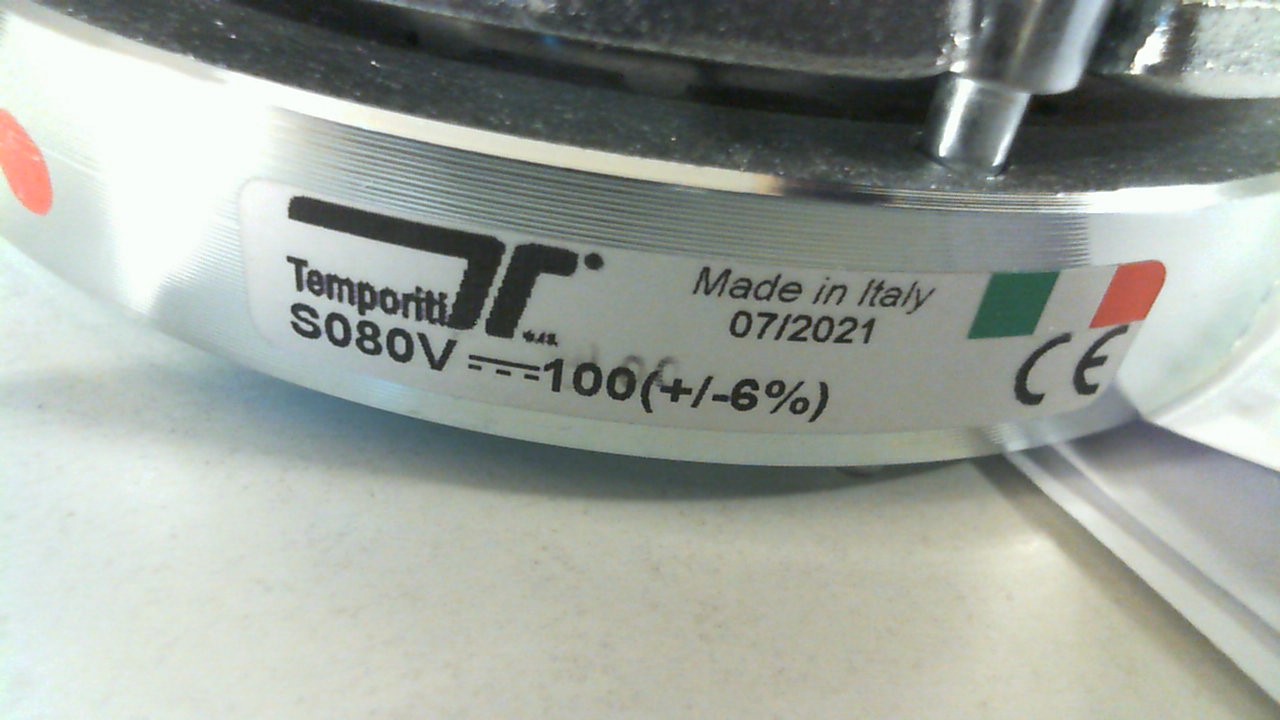 Temporiti
S080V ⎓ 100(+/-6%)
Made in Italy
07/2021
CE